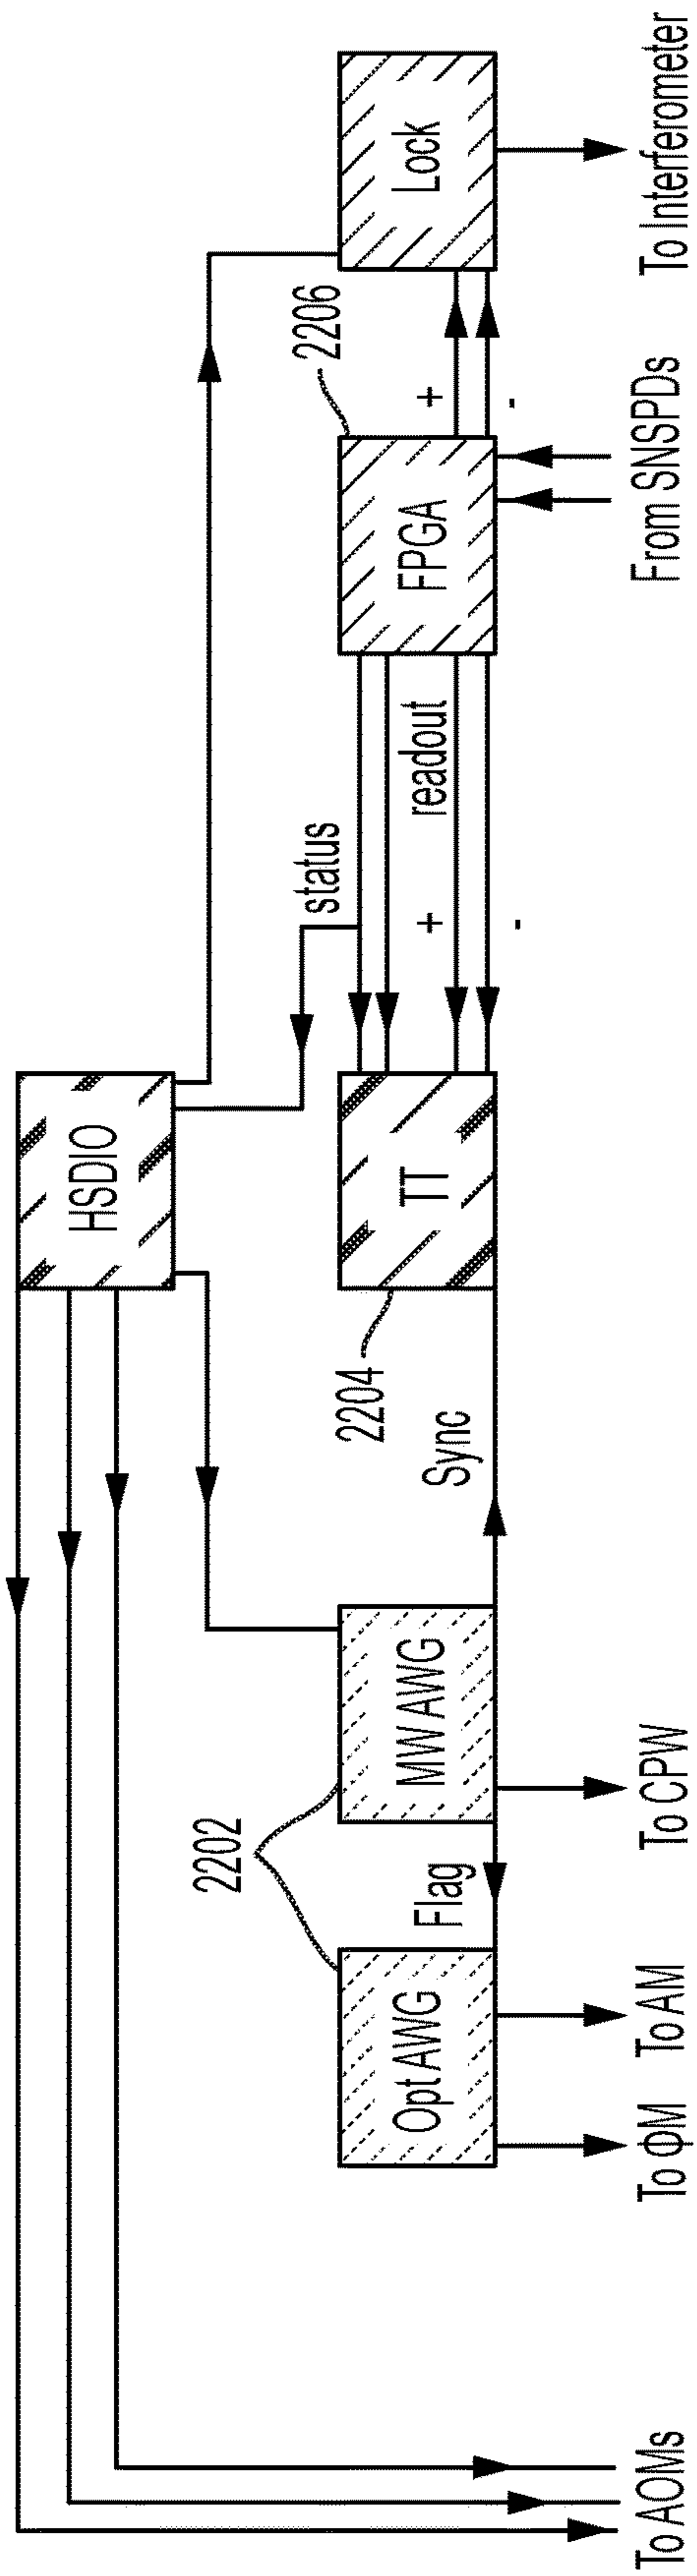 HSDIO
status
2206
2202
Flag
Sync
2204
+
readout
+
Opt AWG
MW AWG
TT
FPGA
Lock
-
-
To AOMs
To ΦM
To AM
To CPW
From SNSPDs
To Interferometer